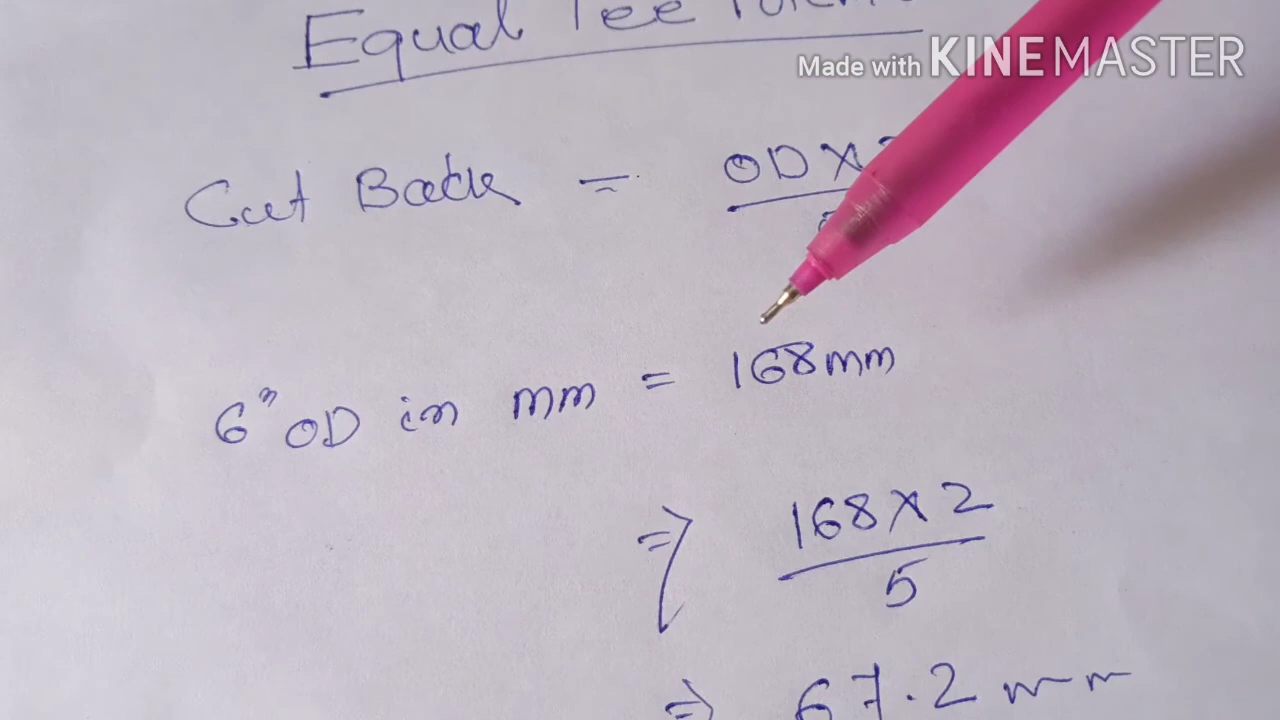 Equal Tee
Made with KINEMASTER
Cut Back = OD X
6" OD in mm = 168mm
⇒ 168 X 2
5
⇒ 67.2 mm